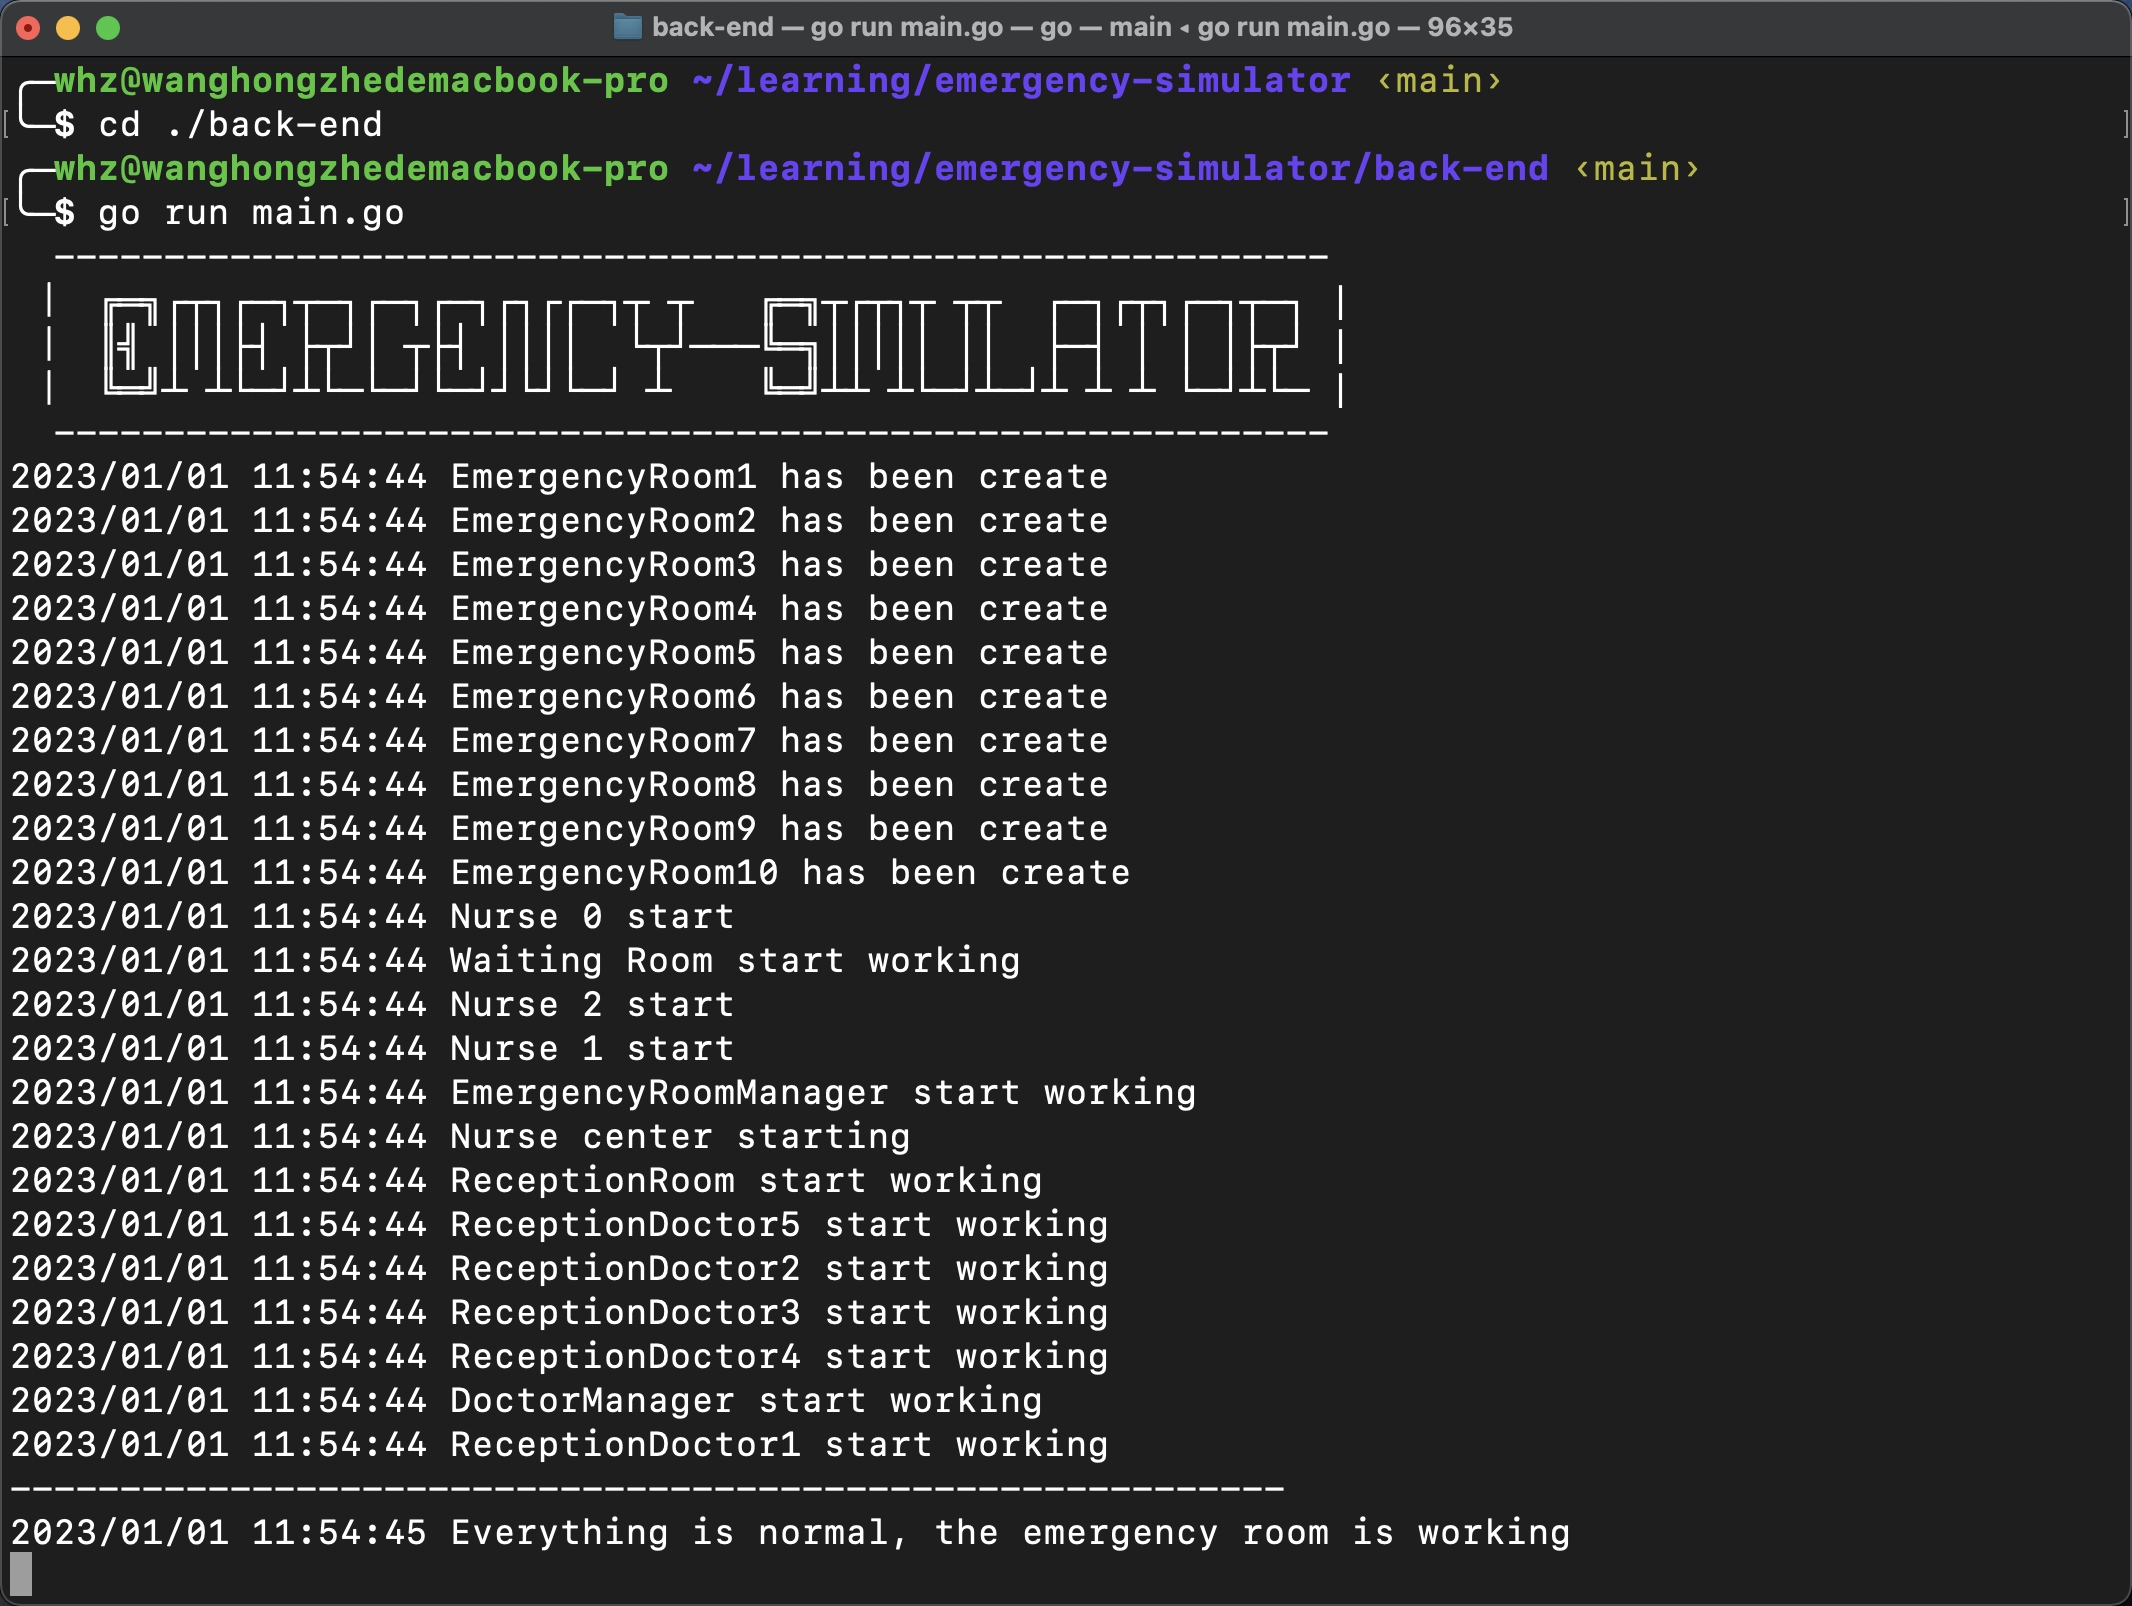 back-end — go run main.go — go — main ◂ go run main.go — 96×35
whz@wanghongzhedemacbook-pro ~/learning/emergency-simulator ‹main›
$ cd ./back-end
whz@wanghongzhedemacbook-pro ~/learning/emergency-simulator/back-end ‹main›
$ go run main.go
EMERGENCY-SIMULATOR
2023/01/01 11:54:44 EmergencyRoom1 has been create
2023/01/01 11:54:44 EmergencyRoom2 has been create
2023/01/01 11:54:44 EmergencyRoom3 has been create
2023/01/01 11:54:44 EmergencyRoom4 has been create
2023/01/01 11:54:44 EmergencyRoom5 has been create
2023/01/01 11:54:44 EmergencyRoom6 has been create
2023/01/01 11:54:44 EmergencyRoom7 has been create
2023/01/01 11:54:44 EmergencyRoom8 has been create
2023/01/01 11:54:44 EmergencyRoom9 has been create
2023/01/01 11:54:44 EmergencyRoom10 has been create
2023/01/01 11:54:44 Nurse 0 start
2023/01/01 11:54:44 Waiting Room start working
2023/01/01 11:54:44 Nurse 2 start
2023/01/01 11:54:44 Nurse 1 start
2023/01/01 11:54:44 EmergencyRoomManager start working
2023/01/01 11:54:44 Nurse center starting
2023/01/01 11:54:44 ReceptionRoom start working
2023/01/01 11:54:44 ReceptionDoctor5 start working
2023/01/01 11:54:44 ReceptionDoctor2 start working
2023/01/01 11:54:44 ReceptionDoctor3 start working
2023/01/01 11:54:44 ReceptionDoctor4 start working
2023/01/01 11:54:44 DoctorManager start working
2023/01/01 11:54:44 ReceptionDoctor1 start working
----------------------------------------------------------
2023/01/01 11:54:45 Everything is normal, the emergency room is working